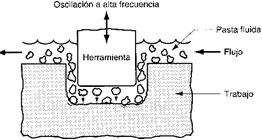 Oscilación a alta frecuencia
Pasta fluida
Herramienta
Flujo
Trabajo